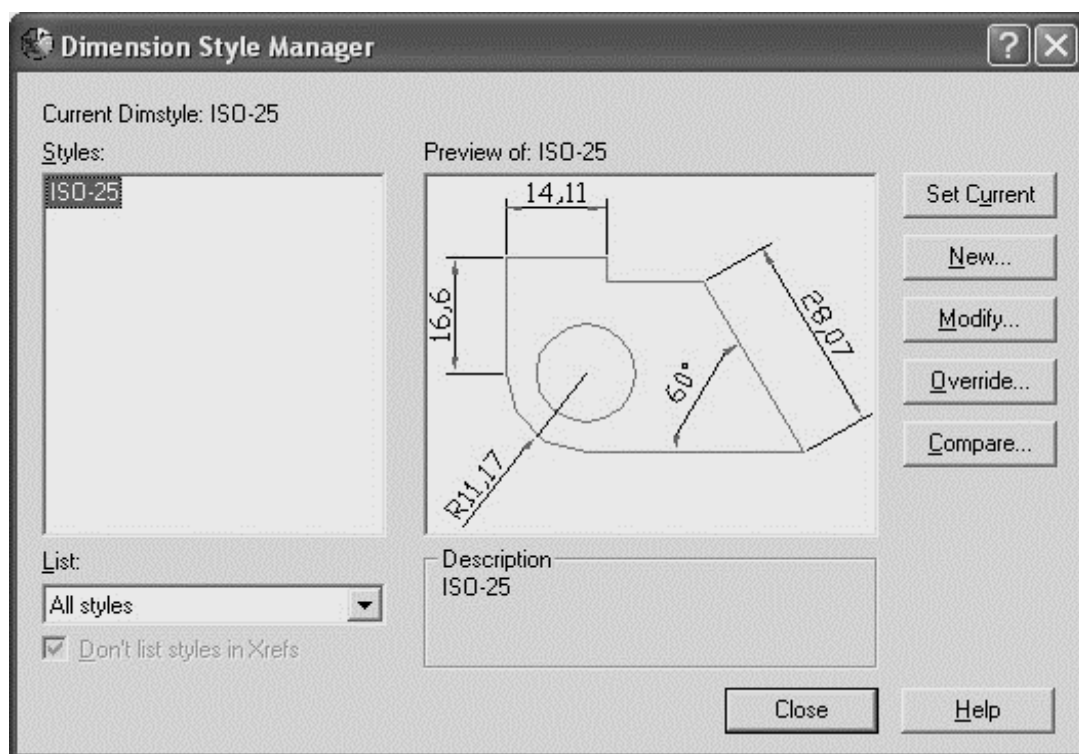 Dimension Style Manager
Current Dimstyle: ISO-25
Styles:
ISO-25
Preview of: ISO-25
14,11
16,6
28,07
60°
R11,17
Set Current
New...
Modify...
Override...
Compare...
List:
All styles
Don't list styles in Xrefs
Description
ISO-25
Close
Help